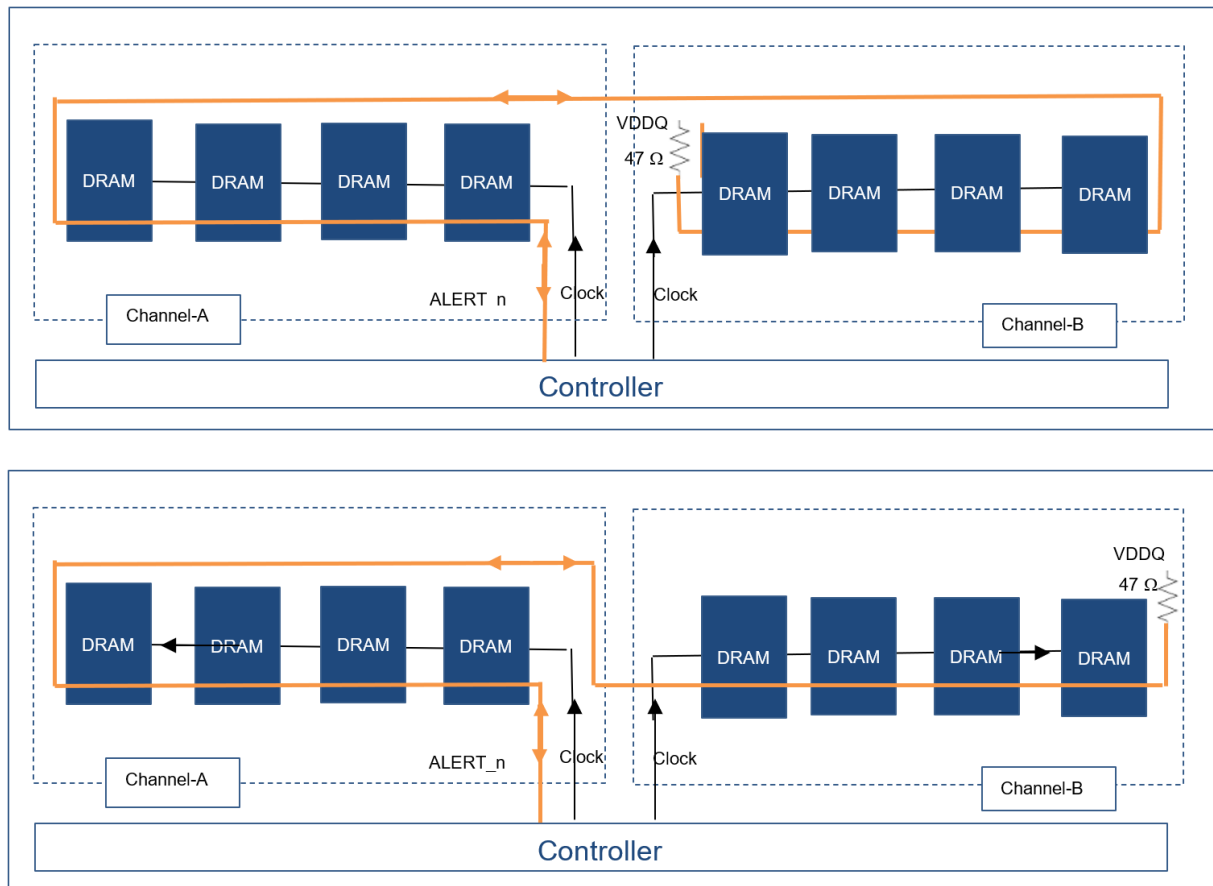 VDDQ
47 Ω
DRAM DRAM DRAM DRAM DRAM DRAM DRAM DRAM
ALERT_n Clock Clock
Channel-A Channel-B
Controller
VDDQ
47 Ω
DRAM DRAM DRAM DRAM DRAM DRAM DRAM DRAM
ALERT_n Clock Clock
Channel-A Channel-B
Controller